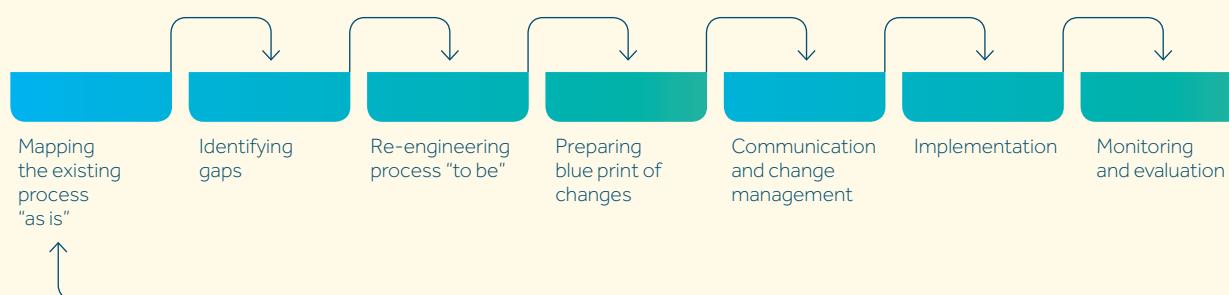 Mapping
the existing
process
“as is”
Identifying
gaps
Re-engineering
process “to be”
Preparing
blue print of
changes
Communication
and change
management
Implementation
Monitoring
and evaluation